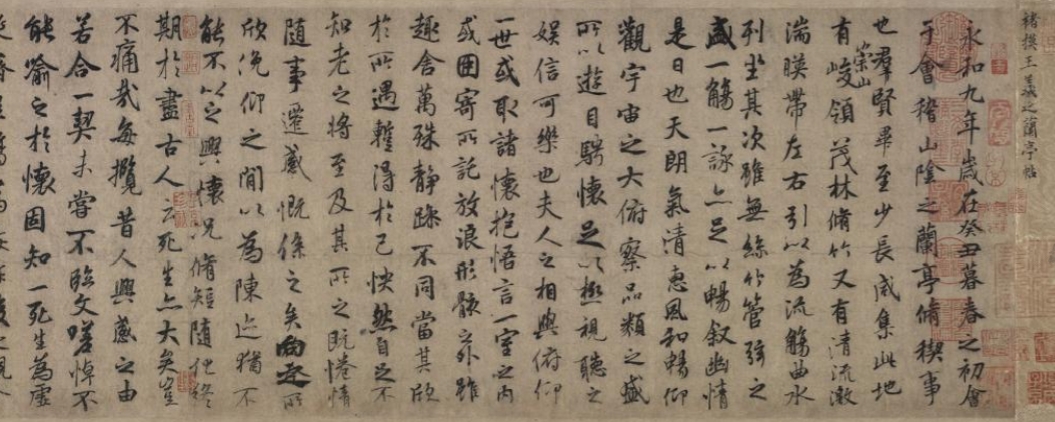 褚摸王羲之蘭亭帖
永和九年歲在癸丑暮春之初會
于會稽山陰之蘭亭脩禊事
也羣賢畢至少長咸集此地
有崇山峻領茂林脩竹又有清流激
湍暎帶左右引以為流觴曲水
列坐其次雖無絲竹管弦之
盛一觴一詠亦足以暢叙幽情
是日也天朗氣清惠風和暢仰
觀宇宙之大俯察品類之盛
所以遊目騁懷足以極視聽之
娛信可樂也夫人之相與俯仰
一世或取諸懷抱悟言一室之內
或因寄所託放浪形骸之外雖
趣舍萬殊靜躁不同當其欣
於所遇蹔得於己怏然自足不
知老之將至及其所之既惓情
隨事遷感慨係之矣向之所
欣俛仰之閒以為陳迹猶不
能不以之興懷況脩短隨化終
期於盡古人云死生亦大矣豈
不痛哉每攬昔人興感之由
若合一契未嘗不臨文嗟悼不
能喻之於懷固知一死生為虛